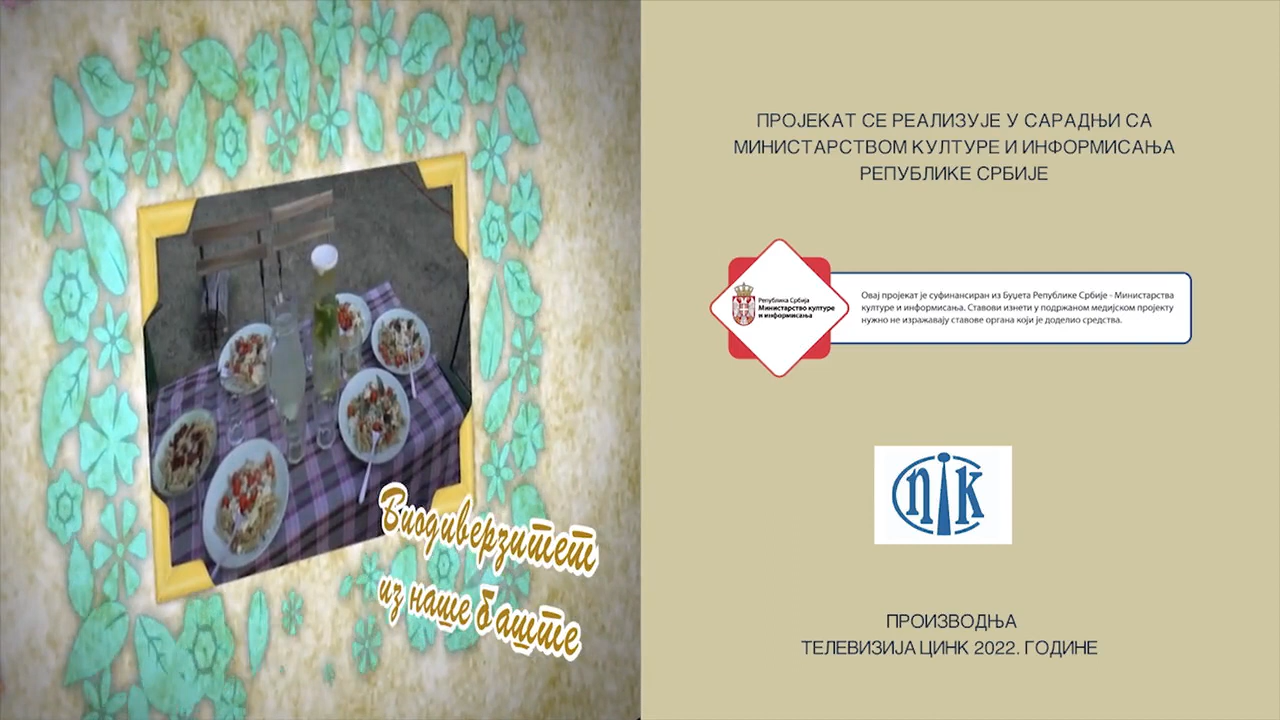 Биодиверзитет
из наше баште
ПРОЈЕКАТ СЕ РЕАЛИЗУЈЕ У САРАДЊИ СА
МИНИСТАРСТВОМ КУЛТУРЕ И ИНФОРМИСАЊА
РЕПУБЛИКЕ СРБИЈЕ
Република Србија
Министарство културе
и информисања
Овај пројекат је суфинансиран из Буџета Републике Србије - Министарства
културе и информисања. Ставови изнети у подржаном медијском пројекту
нужно не изражавају ставове органа који је доделио средства.
nik
ПРОИЗВОДЊА
ТЕЛЕВИЗИЈА ЦИНК 2022. ГОДИНЕ